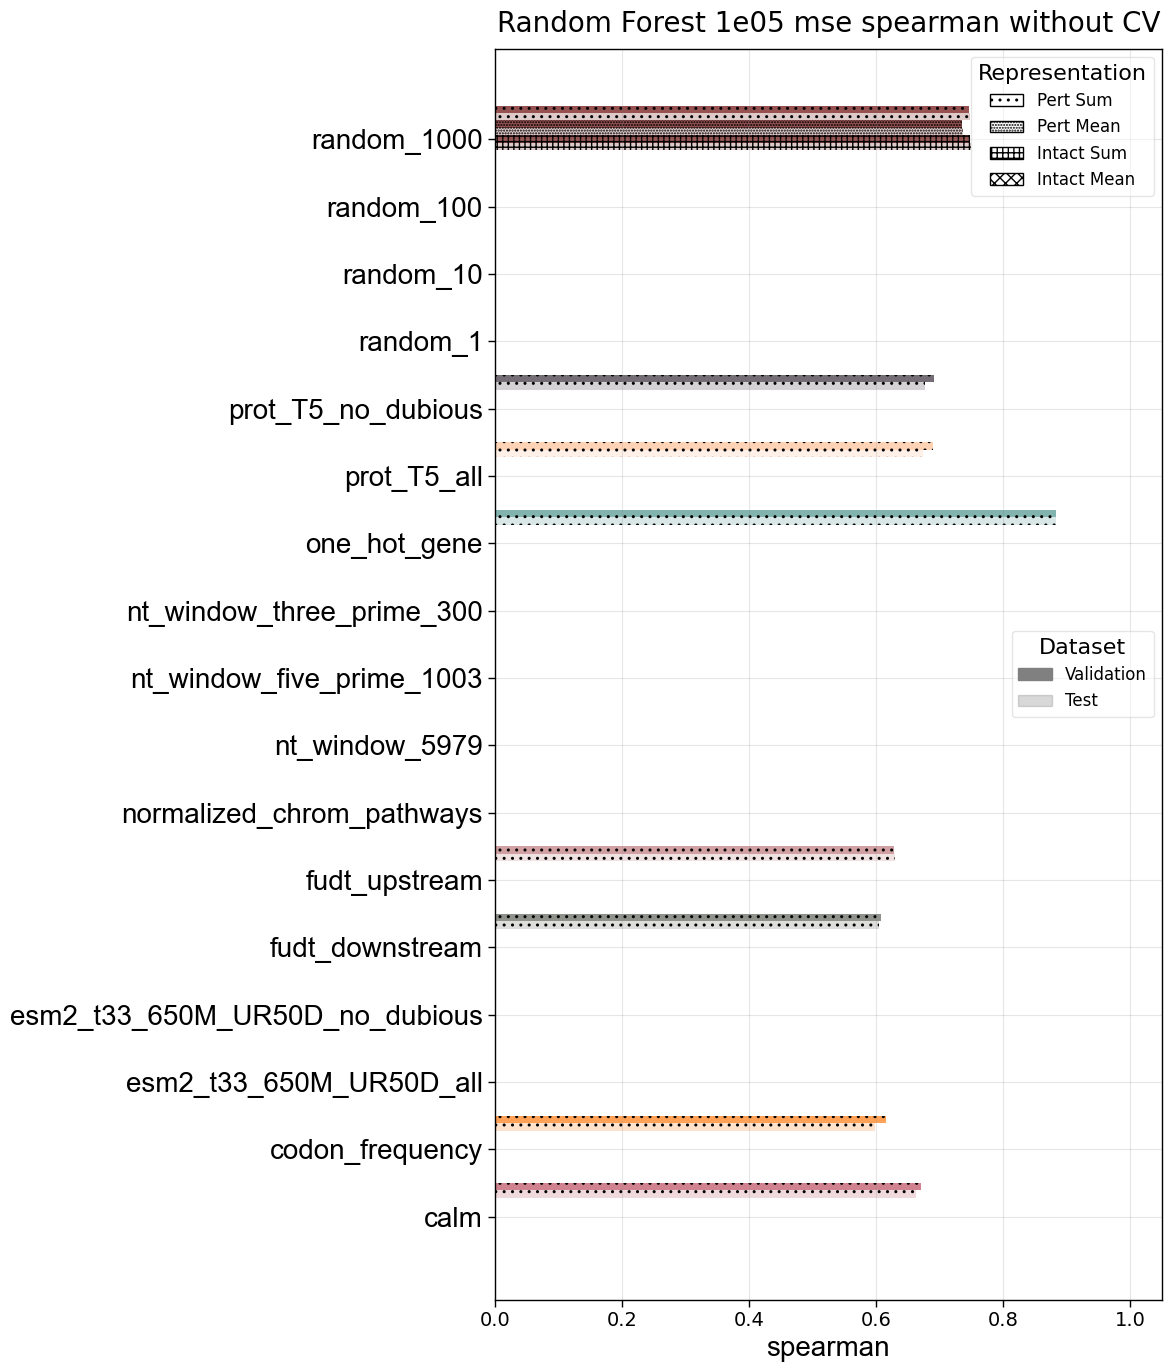 Random Forest 1e05 mse spearman without CV
Representation
Pert Sum
Pert Mean
Intact Sum
Intact Mean
random_1000
random_100
random_10
random_1
prot_T5_no_dubious
prot_T5_all
one_hot_gene
nt_window_three_prime_300
Dataset
Validation
Test
nt_window_five_prime_1003
nt_window_5979
normalized_chrom_pathways
fudt_upstream
fudt_downstream
esm2_t33_650M_UR50D_no_dubious
esm2_t33_650M_UR50D_all
codon_frequency
calm
0.0 0.2 0.4 0.6 0.8 1.0
spearman